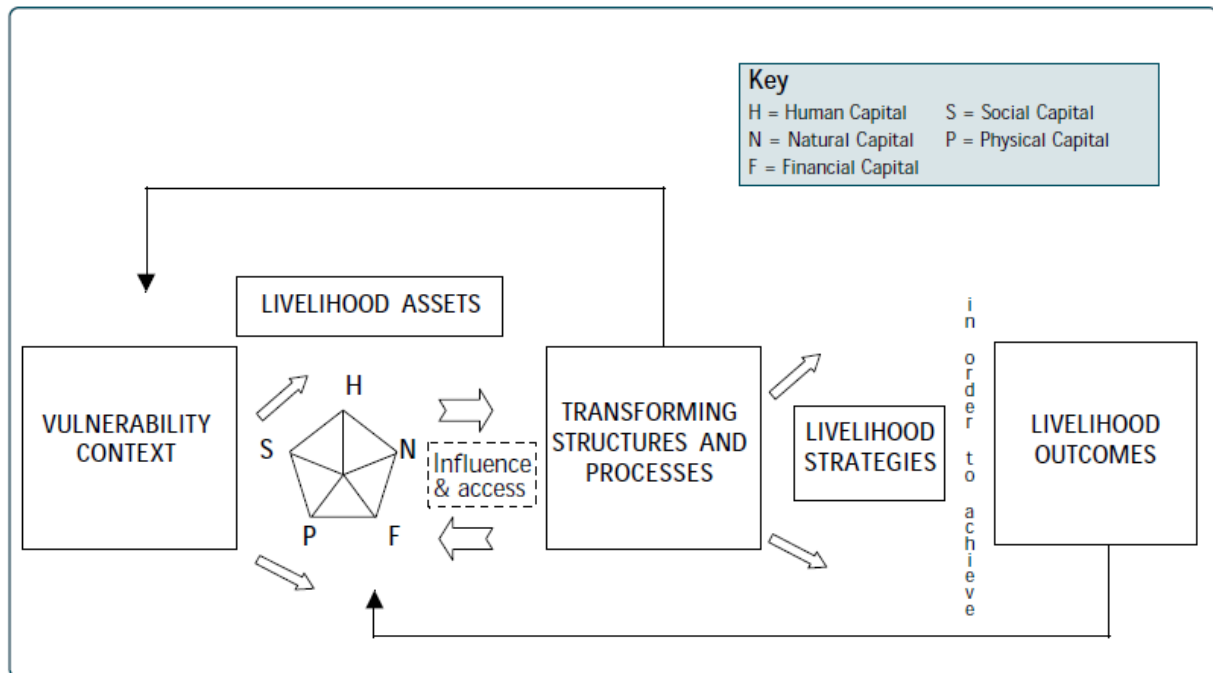 Key
H = Human Capital S = Social Capital
N = Natural Capital P = Physical Capital
F = Financial Capital
LIVELIHOOD ASSETS
VULNERABILITY
CONTEXT
H
S
N
P
F
Influence
& access
TRANSFORMING
STRUCTURES AND
PROCESSES
LIVELIHOOD
STRATEGIES
in order to achieve
LIVELIHOOD
OUTCOMES